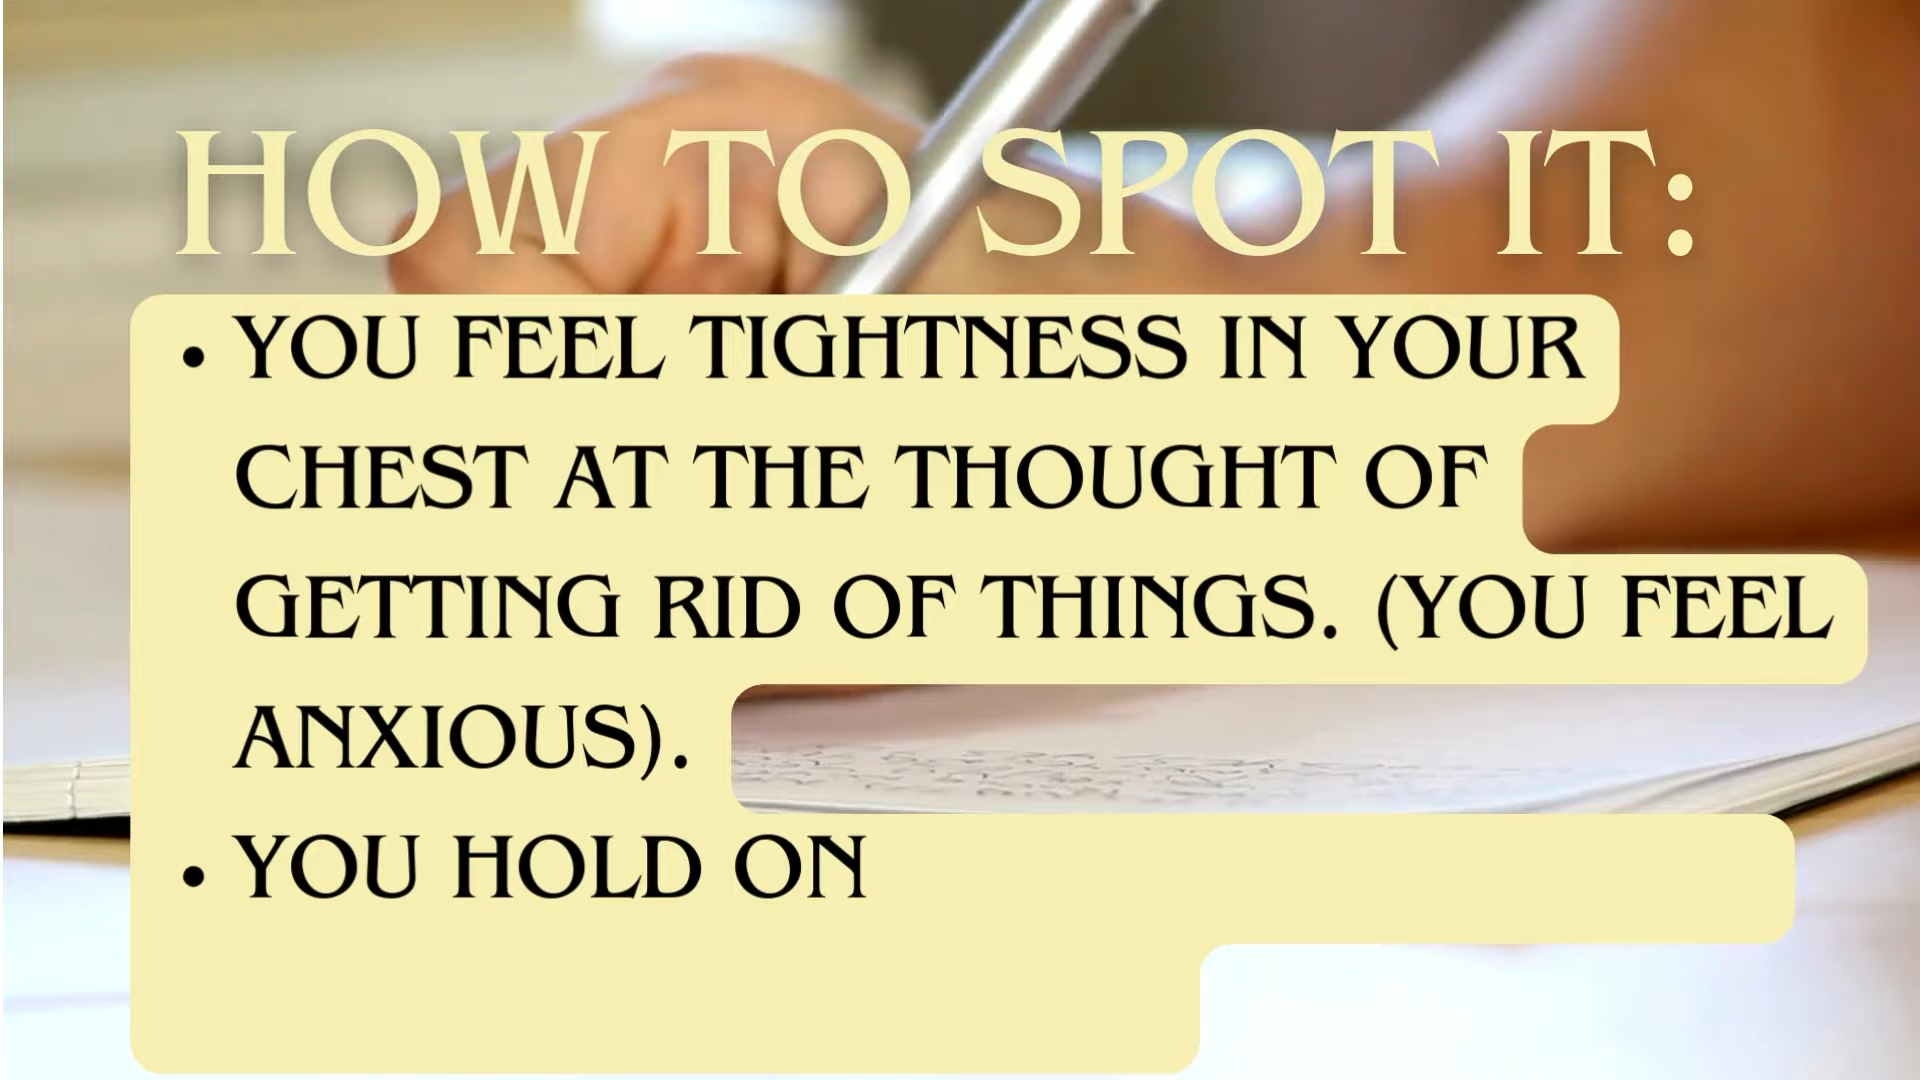 HOW TO SPOT IT:
• YOU FEEL TIGHTNESS IN YOUR
CHEST AT THE THOUGHT OF
GETTING RID OF THINGS. (YOU FEEL
ANXIOUS).
• YOU HOLD ON